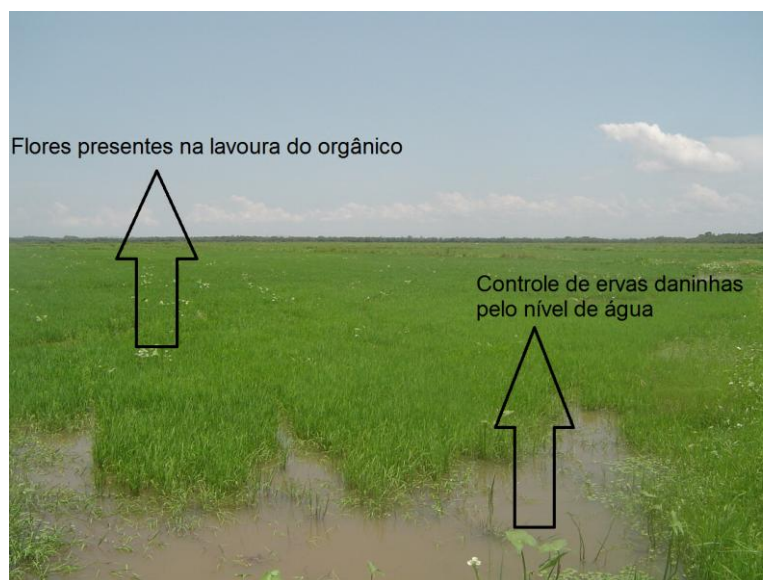 Flores presentes na lavoura do orgânico
Controle de ervas daninhas
pelo nível de água